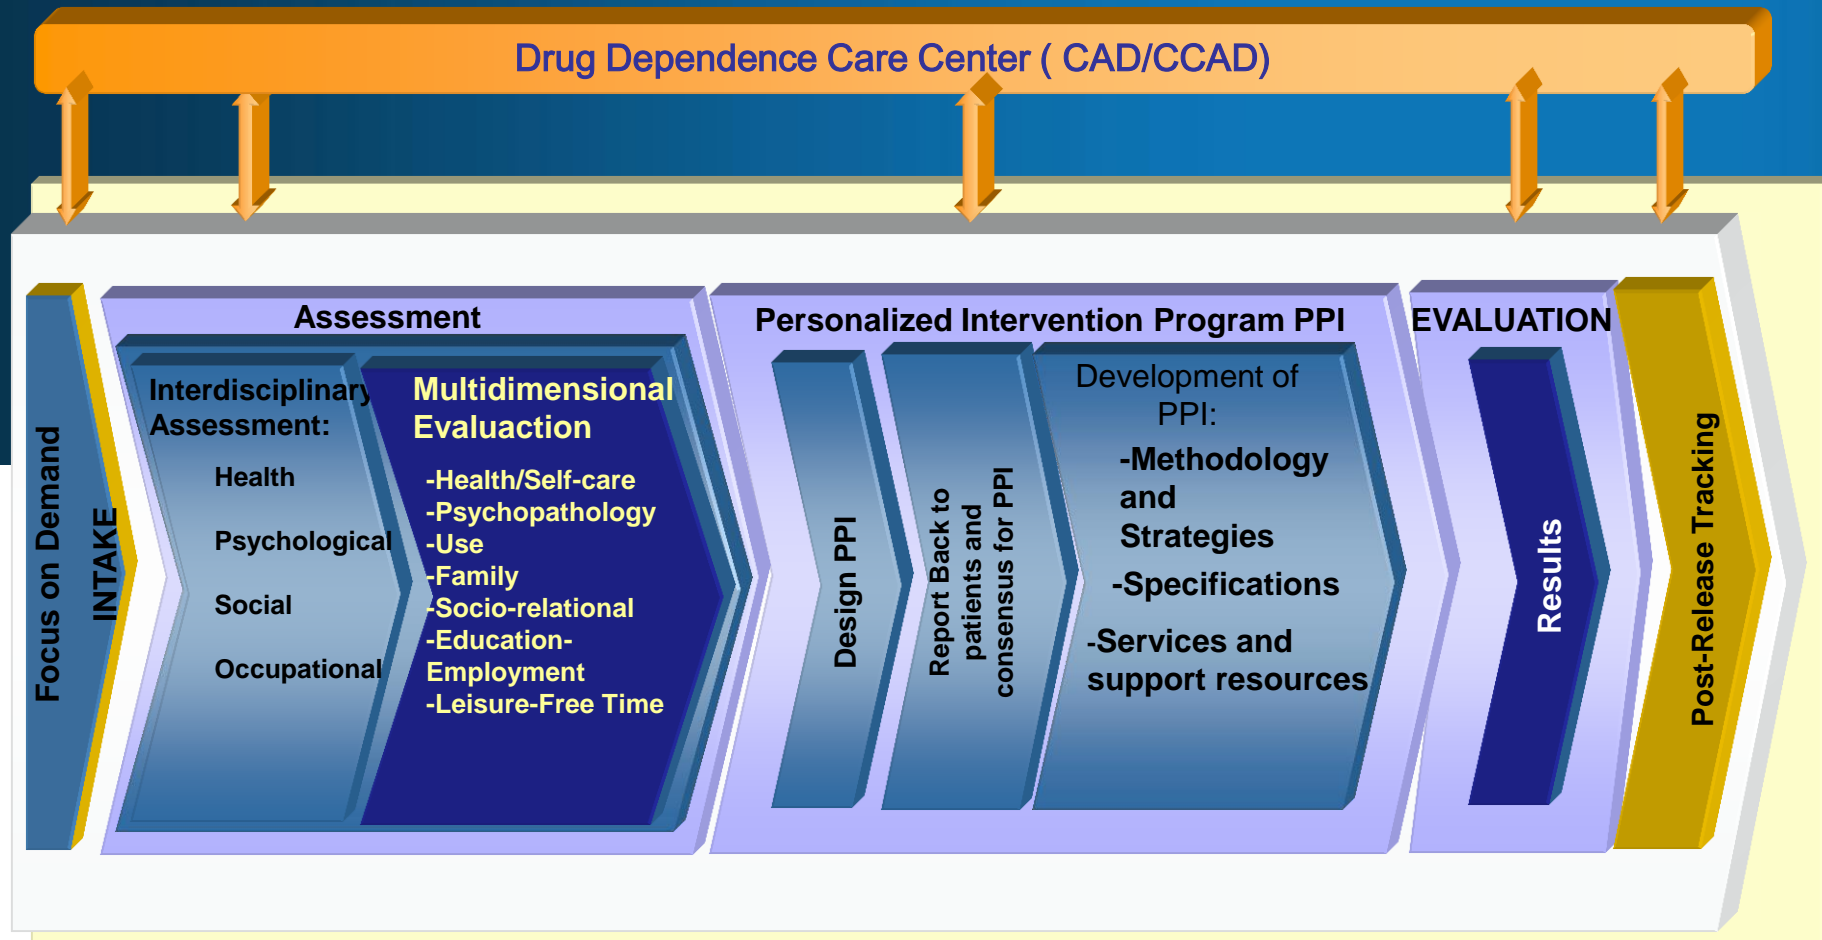 Drug Dependence Care Center ( CAD/CCAD)
Focus on Demand
INTAKE
Assessment
Interdisciplinary
Assessment:
Health
Psychological
Social
Occupational
Multidimensional
Evaluaction
-Health/Self-care
-Psychopathology
-Use
-Family
-Socio-relational
-Education-
Employment
-Leisure-Free Time
Personalized Intervention Program PPI
Design PPI
Report Back to
patients and
consensus for PPI
Development of
PPI:
-Methodology
and
Strategies
-Specifications
-Services and
support resources
EVALUATION
Results
Post-Release Tracking